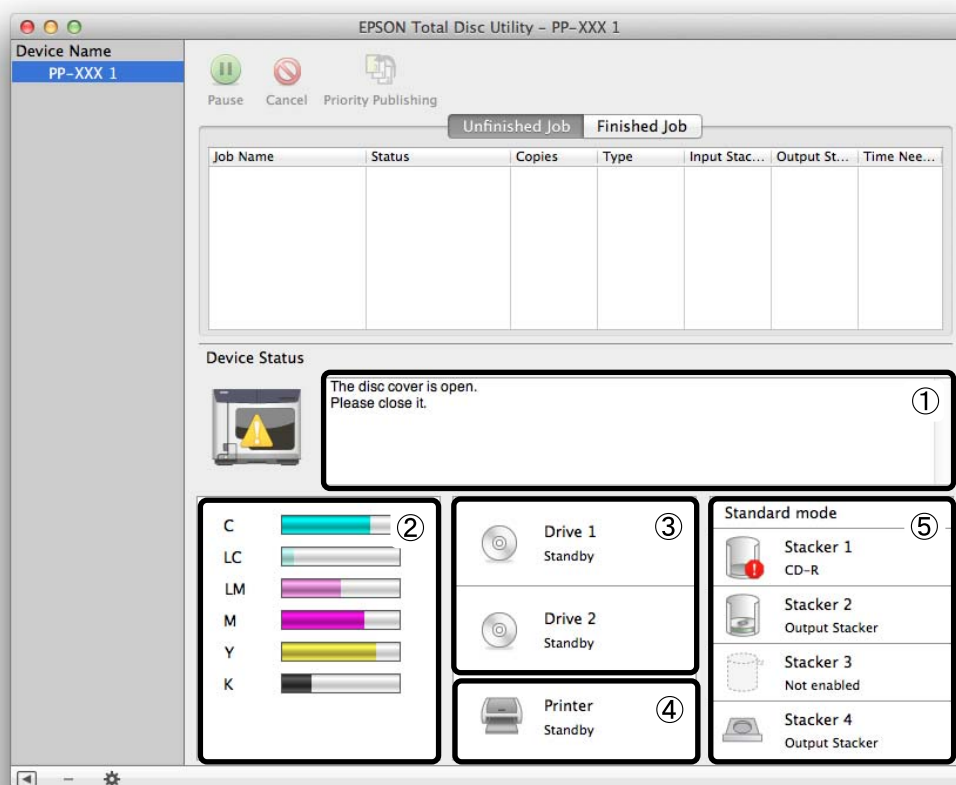 EPSON Total Disc Utility – PP–XXX 1
Device Name
PP–XXX 1
Pause Cancel Priority Publishing
Unfinished Job Finished Job
Job Name Status Copies Type Input Stac... Output St... Time Nee...
Device Status
The disc cover is open.
Please close it.
①
C
LC
LM
M
Y
K
②
Drive 1
Standby
③
Drive 2
Standby
Printer
Standby
④
Standard mode
⑤
Stacker 1
CD–R
Stacker 2
Output Stacker
Stacker 3
Not enabled
Stacker 4
Output Stacker